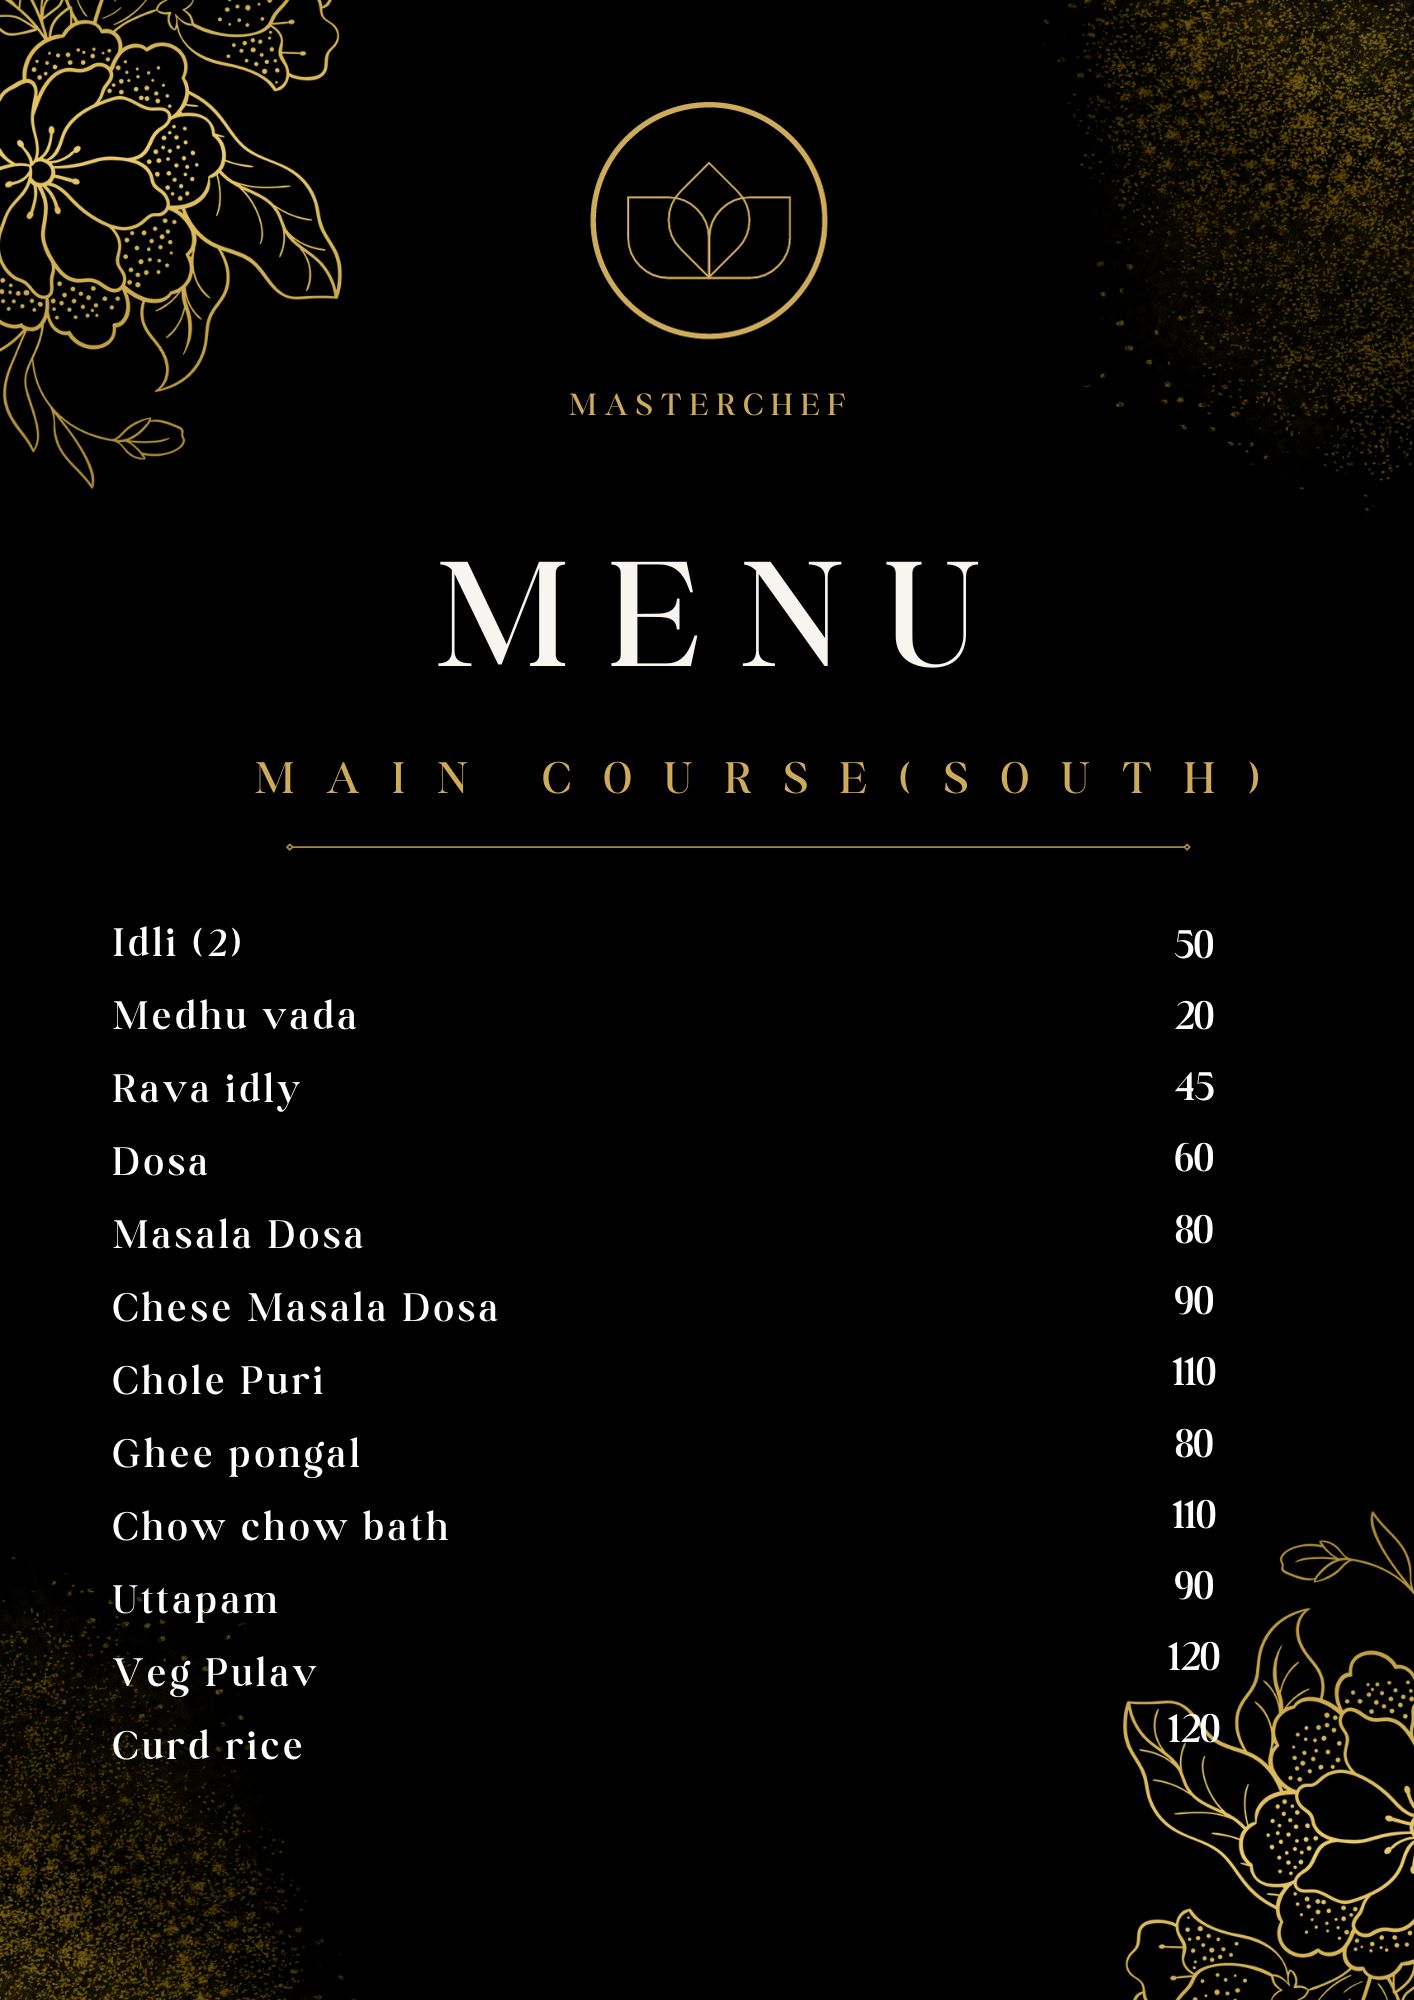 MASTERCHEF
MENU
MAIN COURSE(SOUTH)
Idli (2) 50
Medhu vada 20
Rava idly 45
Dosa 60
Masala Dosa 80
Chese Masala Dosa 90
Chole Puri 110
Ghee pongal 80
Chow chow bath 110
Uttapam 90
Veg Pulav 120
Curd rice 120